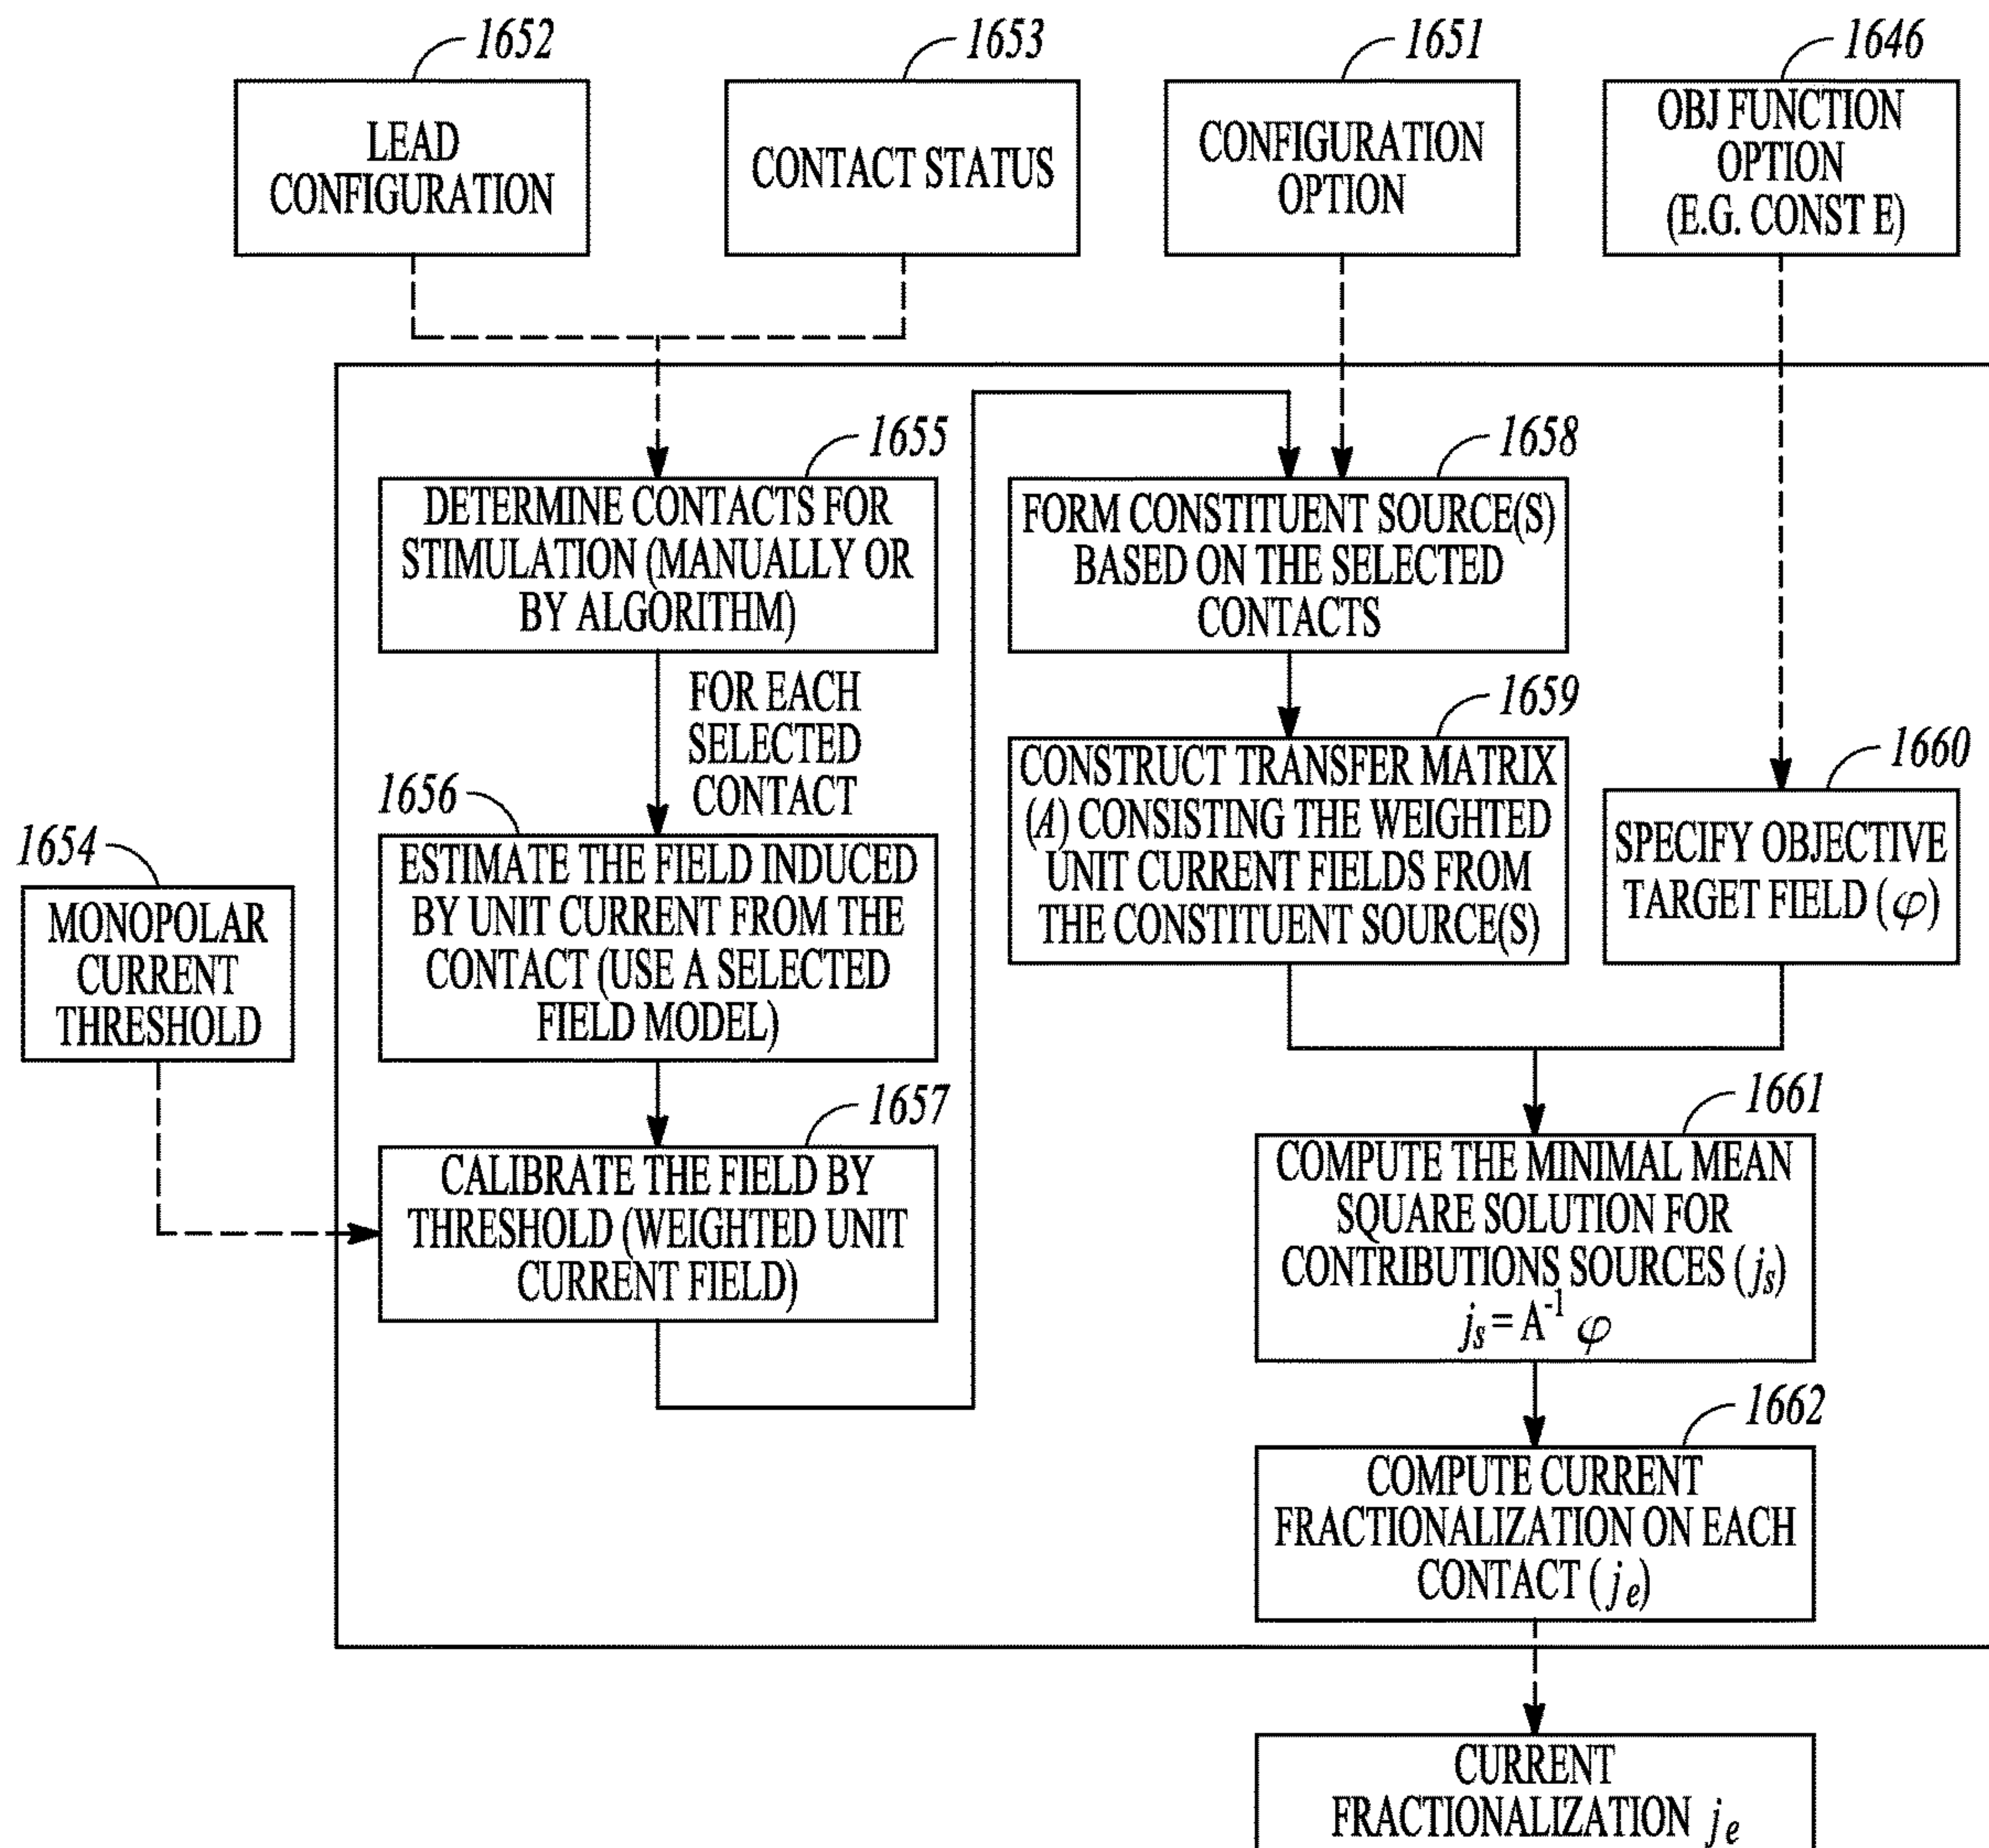 1652
LEAD
CONFIGURATION
1653
CONTACT STATUS
1651
CONFIGURATION
OPTION
1646
OBJ FUNCTION
OPTION
(E.G. CONST E)
1655
DETERMINE CONTACTS FOR
STIMULATION (MANUALLY OR
BY ALGORITHM)
FOR EACH
SELECTED
CONTACT
1656
ESTIMATE THE FIELD INDUCED
BY UNIT CURRENT FROM THE
CONTACT (USE A SELECTED
FIELD MODEL)
1654
MONOPOLAR
CURRENT
THRESHOLD
1657
CALIBRATE THE FIELD BY
THRESHOLD (WEIGHTED UNIT
CURRENT FIELD)
1658
FORM CONSTITUENT SOURCE(S)
BASED ON THE SELECTED
CONTACTS
1659
CONSTRUCT TRANSFER MATRIX
(A) CONSISTING THE WEIGHTED
UNIT CURRENT FIELDS FROM
THE CONSTITUENT SOURCE(S)
1660
SPECIFY OBJECTIVE
TARGET FIELD (φ)
1661
COMPUTE THE MINIMAL MEAN
SQUARE SOLUTION FOR
CONTRIBUTIONS SOURCES (jₛ)
jₛ = A⁻¹ φ
1662
COMPUTE CURRENT
FRACTIONALIZATION ON EACH
CONTACT (jₑ)
CURRENT
FRACTIONALIZATION jₑ